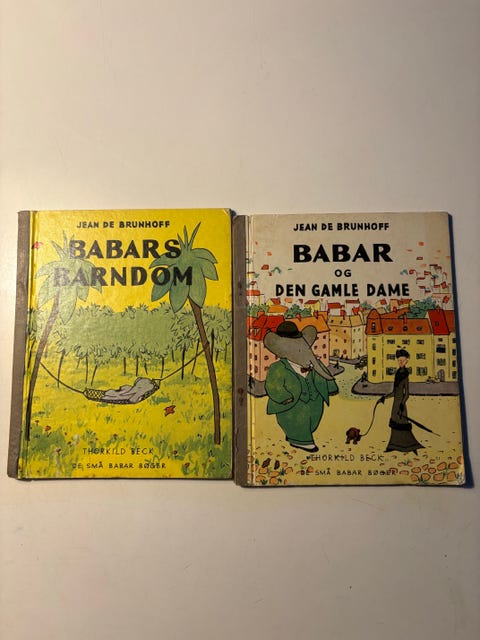 JEAN DE BRUNHOFF
BABARS
BARNDOM
THORKILD BECK
DE SMÅ BABAR BØGER
JEAN DE BRUNHOFF
BABAR
OG
DEN GAMLE DAME
THORKILD BECK
DE SMÅ BABAR BØGER